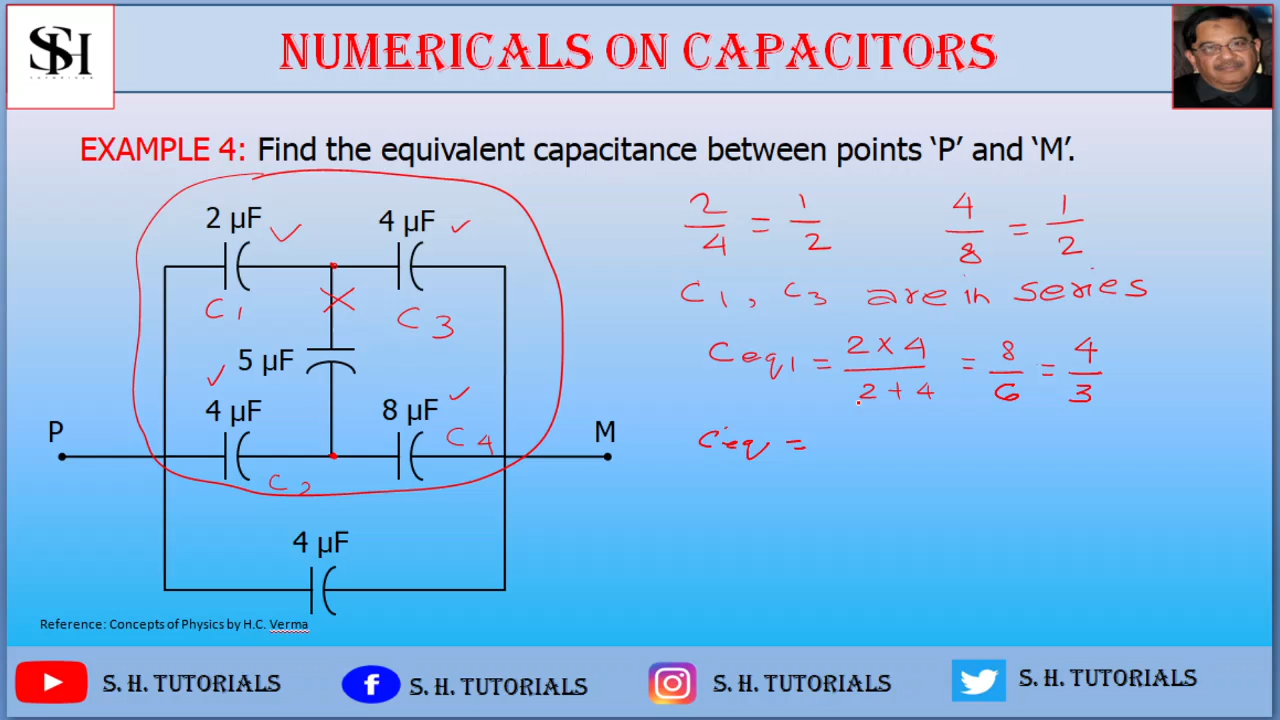 SH
TUTORIALS
NUMERICALS ON CAPACITORS
EXAMPLE 4: Find the equivalent capacitance between points ‘P’ and ‘M’.
2 μF
4 μF
C1
C3
5 μF
4 μF
8 μF
P
M
C2
C4
4 μF
2/4 = 1/2
4/8 = 1/2
C1, C3 are in series
Ceq1 = 2 × 4 / 2 + 4 = 8/6 = 4/3
Ceq =
Reference: Concepts of Physics by H.C. Verma
S. H. TUTORIALS
S. H. TUTORIALS
S. H. TUTORIALS
S. H. TUTORIALS